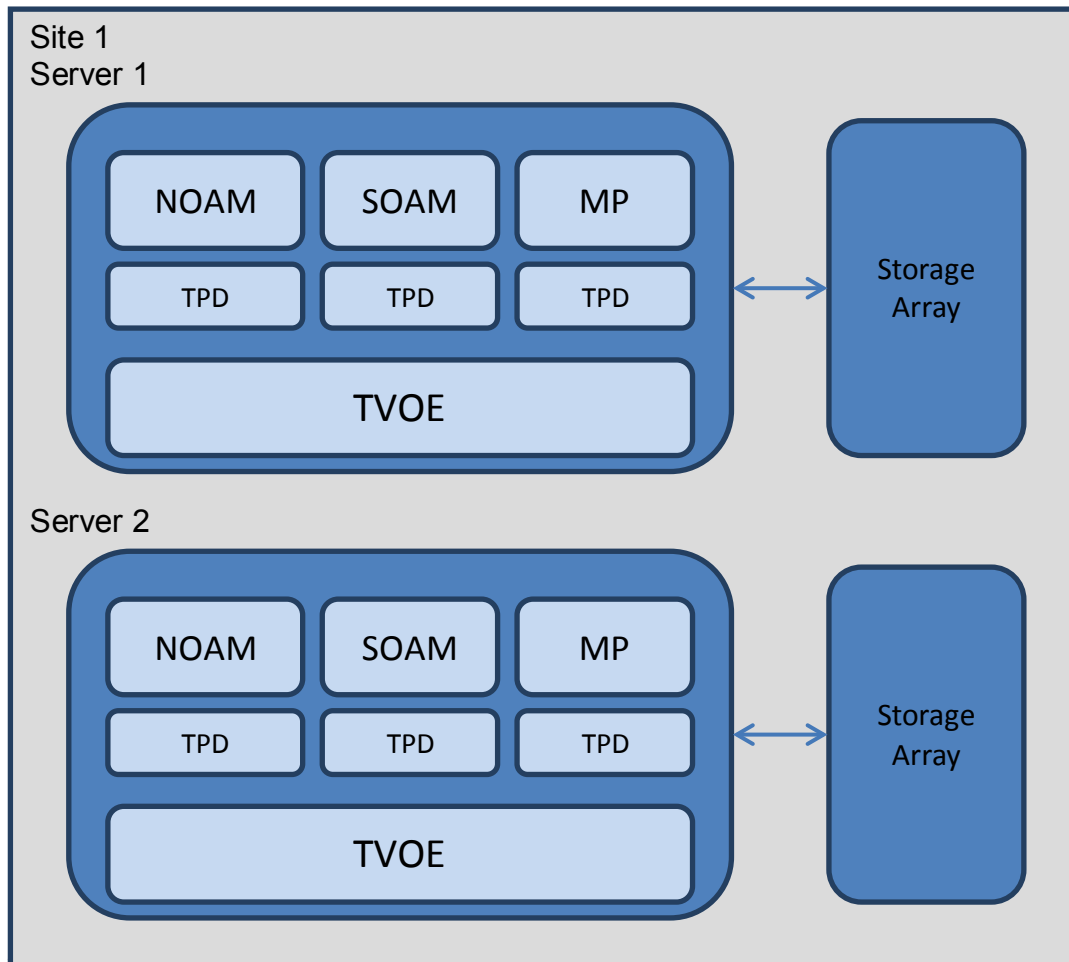 Site 1
Server 1
NOAM
SOAM
MP
TPD
TPD
TPD
TVOE
Storage
Array
Server 2
NOAM
SOAM
MP
TPD
TPD
TPD
TVOE
Storage
Array